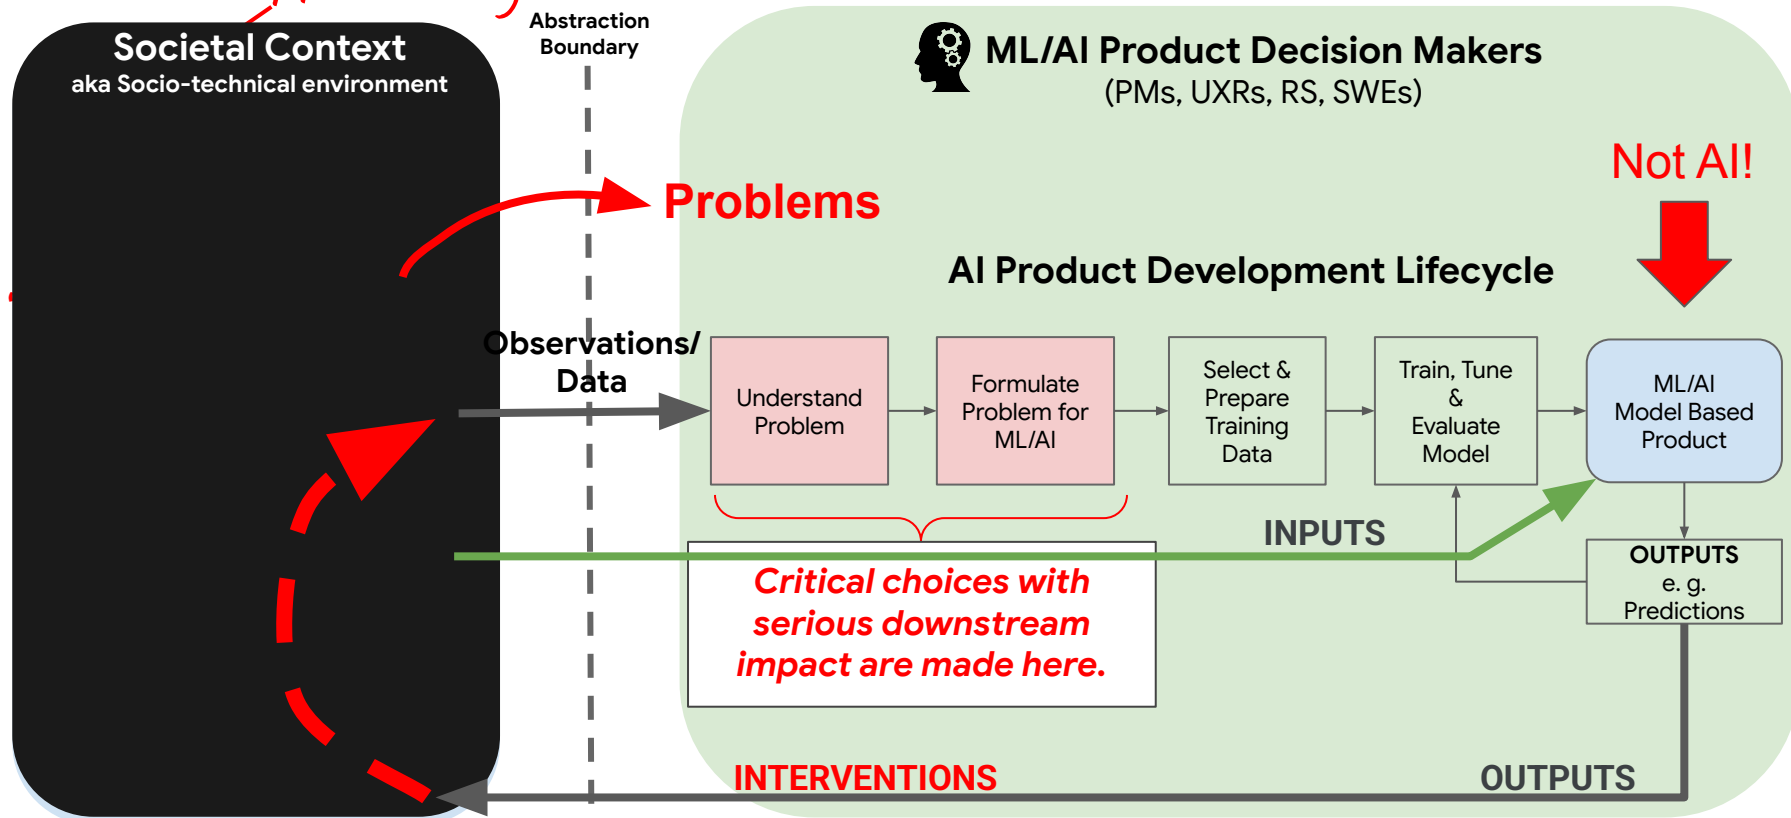 Abstraction
Boundary
Societal Context
aka Socio-technical environment
ML/AI Product Decision Makers
(PMs, UXRs, RS, SWEs)
Not AI!
Problems
AI Product Development Lifecycle
Observations/
Data
Understand
Problem
Formulate
Problem for
ML/AI
Select &
Prepare
Training
Data
Train, Tune
&
Evaluate
Model
ML/AI
Model Based
Product
INPUTS
OUTPUTS
e. g.
Predictions
Critical choices with
serious downstream
impact are made here.
INTERVENTIONS
OUTPUTS